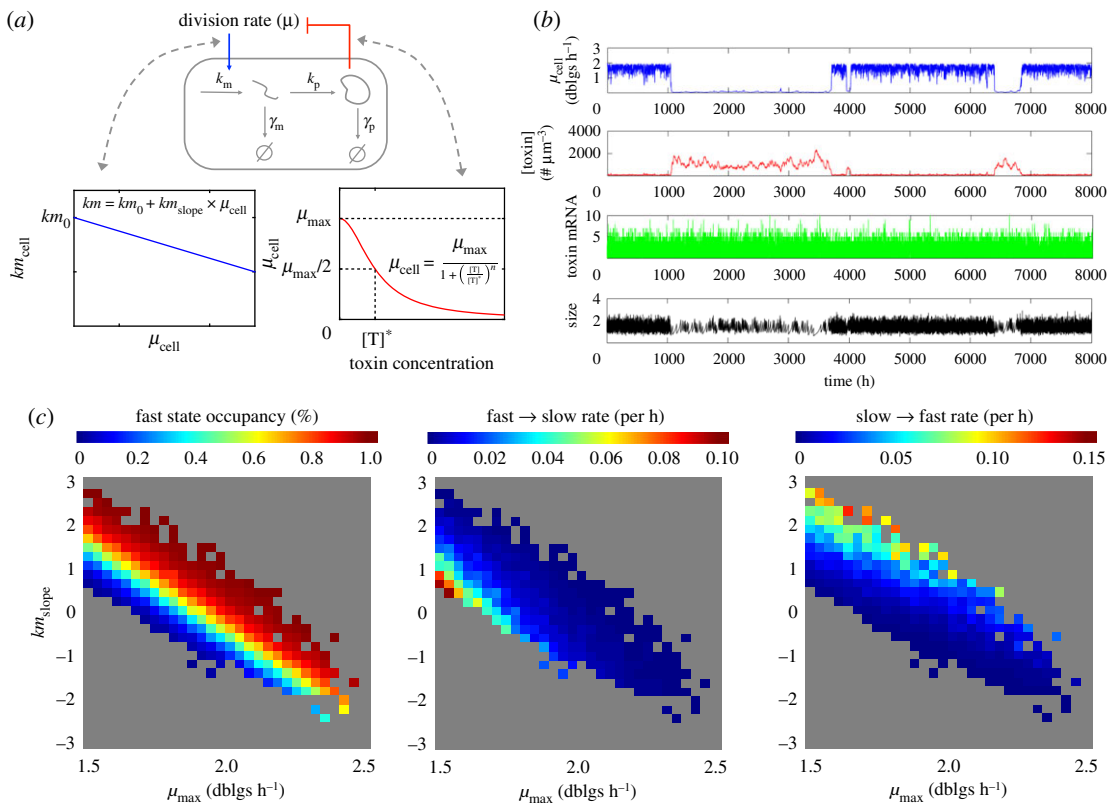 (a)
division rate (μ)
k_m
k_p
γ_m
γ_p
∅
∅
km = km_0 + km_slope × μ_cell
km_0
km_cell
μ_cell
μ_max
μ_max/2
0
μ_cell
μ_cell = μ_max / (1 + ([T]/[T]^*)^n)
[T]^*
toxin concentration
(b)
μ_cell
(dblgs h^−1)
3
2
1
0 1000 2000 3000 4000 5000 6000 7000 8000
[toxin]
(# μm^−3)
4000
2000
0 1000 2000 3000 4000 5000 6000 7000 8000
toxin mRNA
10
5
0 1000 2000 3000 4000 5000 6000 7000 8000
size
4
2
0 1000 2000 3000 4000 5000 6000 7000 8000
time (h)
(c)
fast state occupancy (%)
0 0.2 0.4 0.6 0.8 1.0
km_slope
3
2
1
0
−1
−2
−3
1.5 2.0 2.5
μ_max (dblgs h^−1)
fast → slow rate (per h)
0 0.02 0.04 0.06 0.08 0.10
3
2
1
0
−1
−2
−3
1.5 2.0 2.5
μ_max (dblgs h^−1)
slow → fast rate (per h)
0 0.05 0.10 0.15
3
2
1
0
−1
−2
−3
1.5 2.0 2.5
μ_max (dblgs h^−1)